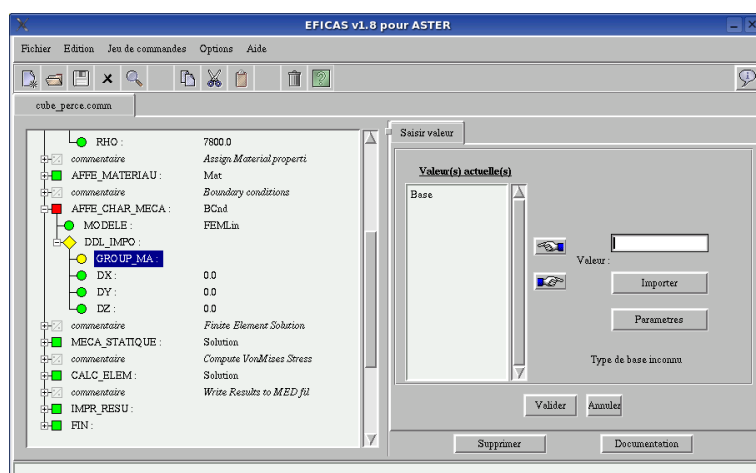 EFICAS v1.8 pour ASTER
Fichier Edition Jeu de commandes Options Aide
cube_perce.comm
RHO : 7800.0
commentaire Assign Material properti
AFFE_MATERIAU : Mat
commentaire Boundary conditions
AFFE_CHAR_MECA : BCnd
MODELE : FEMLin
DDL_IMPO :
GROUP_MA :
DX : 0.0
DY : 0.0
DZ : 0.0
commentaire Finite Element Solution
MECA_STATIQUE : Solution
commentaire Compute VonMises Stress
CALC_ELEM : Solution
commentaire Write Results to MED fil
IMPR_RESU :
FIN :
Saisir valeur
Valeur(s) actuelle(s)
Base
Valeur :
Importer
Parametres
Type de base inconnu
Valider Annuler
Supprimer Documentation